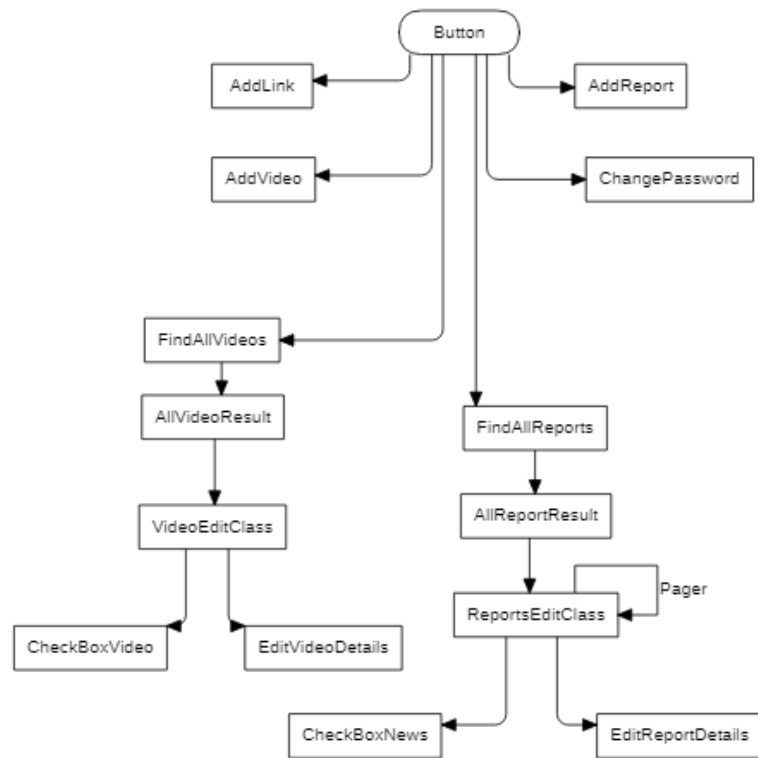 Button
AddLink
AddReport
AddVideo
ChangePassword
FindAllVideos
AllVideoResult
FindAllReports
VideoEditClass
AllReportResult
Pager
ReportsEditClass
CheckBoxVideo
EditVideoDetails
CheckBoxNews
EditReportDetails